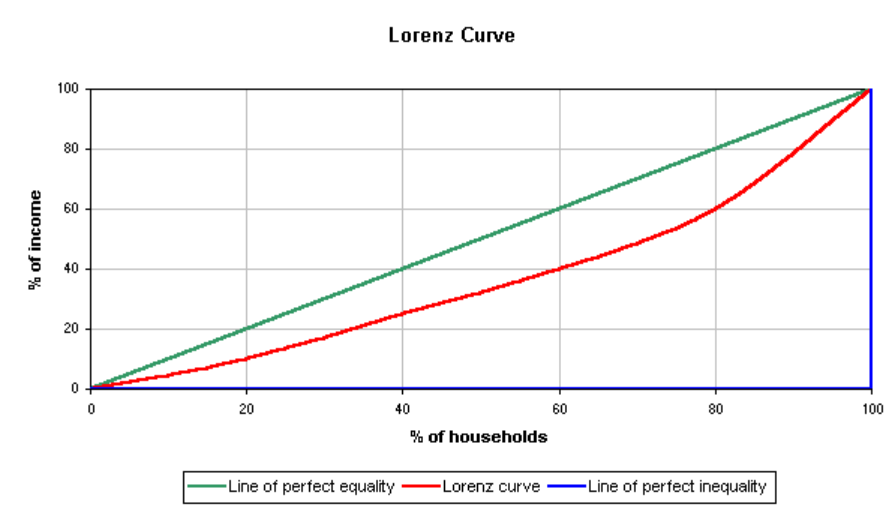 Lorenz Curve
100
80
60
40
20
0
% of income
0 20 40 60 80 100
% of households
Line of perfect equality Lorenz curve Line of perfect inequality